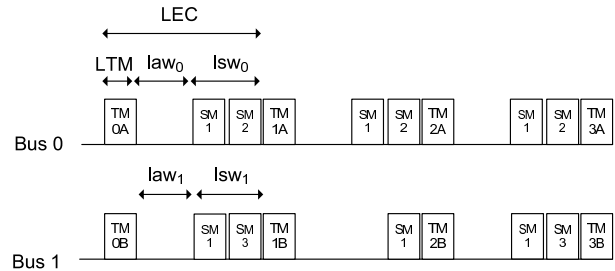 LEC
LTM law0 lsw0
TM 0A SM 1 SM 2 TM 1A SM 1 SM 2 TM 2A SM 1 SM 2 TM 3A
Bus 0
law1 lsw1
TM 0B SM 1 SM 3 TM 1B SM 1 TM 2B SM 1 SM 3 TM 3B
Bus 1